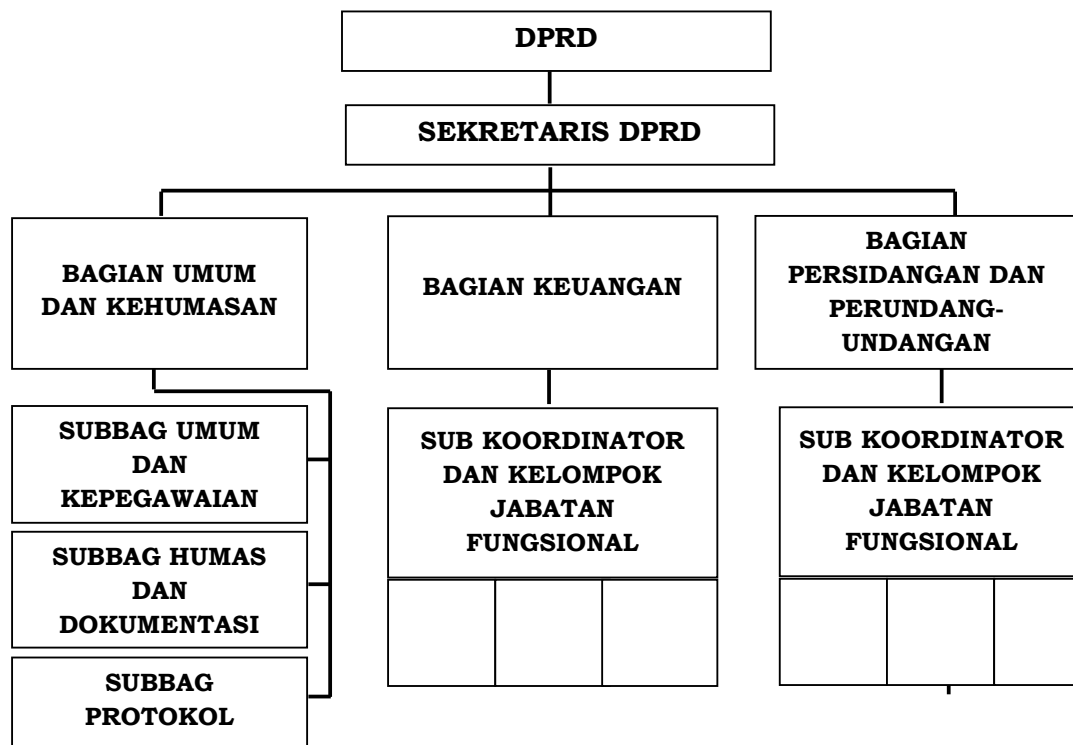 DPRD
SEKRETARIS DPRD
BAGIAN UMUM
DAN KEHUMASAN
BAGIAN KEUANGAN
BAGIAN
PERSIDANGAN DAN
PERUNDANG-
UNDANGAN
SUBBAG UMUM
DAN
KEPEGAWAIAN
SUBBAG HUMAS
DAN
DOKUMENTASI
SUBBAG
PROTOKOL
SUB KOORDINATOR
DAN KELOMPOK
JABATAN
FUNGSIONAL
SUB KOORDINATOR
DAN KELOMPOK
JABATAN
FUNGSIONAL